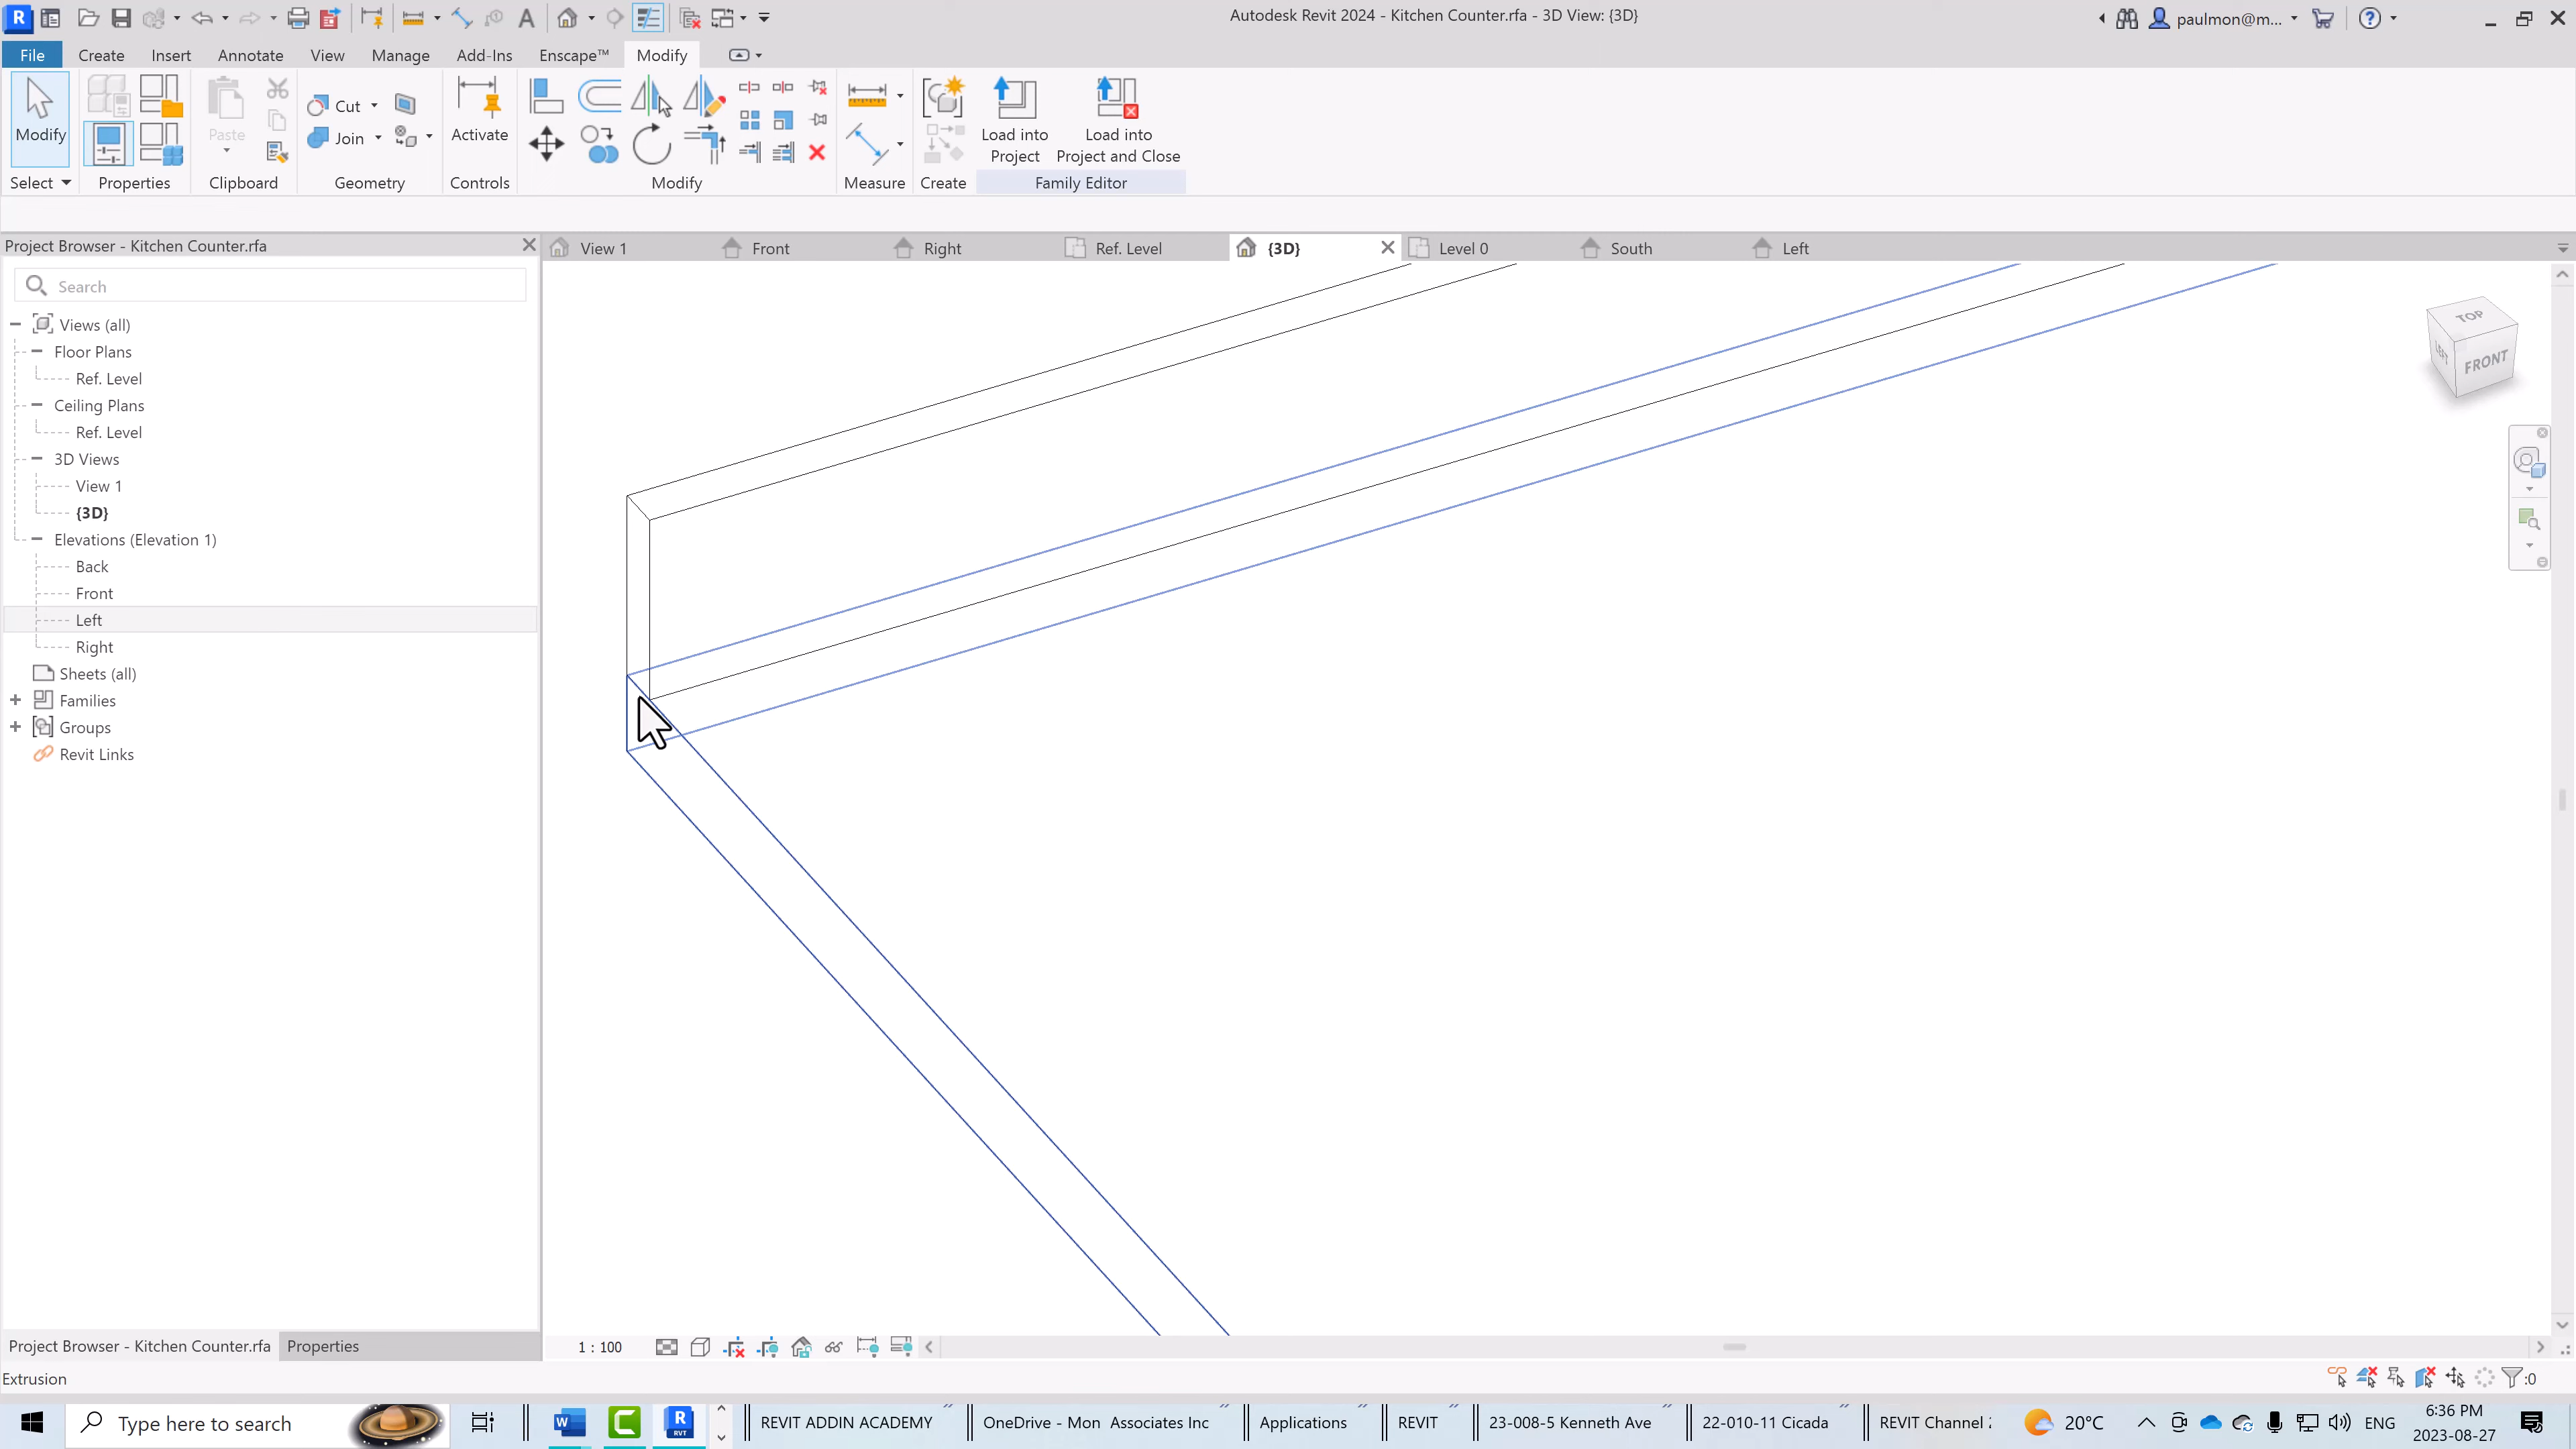 Autodesk Revit 2024 - Kitchen Counter.rfa - 3D View: {3D}
paulmon@m...
File
Create
Insert
Annotate
View
Manage
Add-Ins
Enscape™
Modify
Modify
Select
Properties
Paste
Clipboard
Cut
Join
Geometry
Activate
Controls
Modify
Measure
Create
Load into
Project
Load into
Project and Close
Family Editor
Project Browser - Kitchen Counter.rfa
View 1
Front
Right
Ref. Level
{3D}
Level 0
South
Left
Search
Views (all)
Floor Plans
Ref. Level
Ceiling Plans
Ref. Level
3D Views
View 1
{3D}
Elevations (Elevation 1)
Back
Front
Left
Right
Sheets (all)
Families
Groups
Revit Links
TOP
LEFT
FRONT
1 : 100
Project Browser - Kitchen Counter.rfa
Properties
Extrusion
:0
Type here to search
REVIT ADDIN ACADEMY
OneDrive - Mon Associates Inc
Applications
REVIT
23-008-5 Kenneth Ave
22-010-11 Cicada
REVIT Channel
20°C
ENG
6:36 PM
2023-08-27